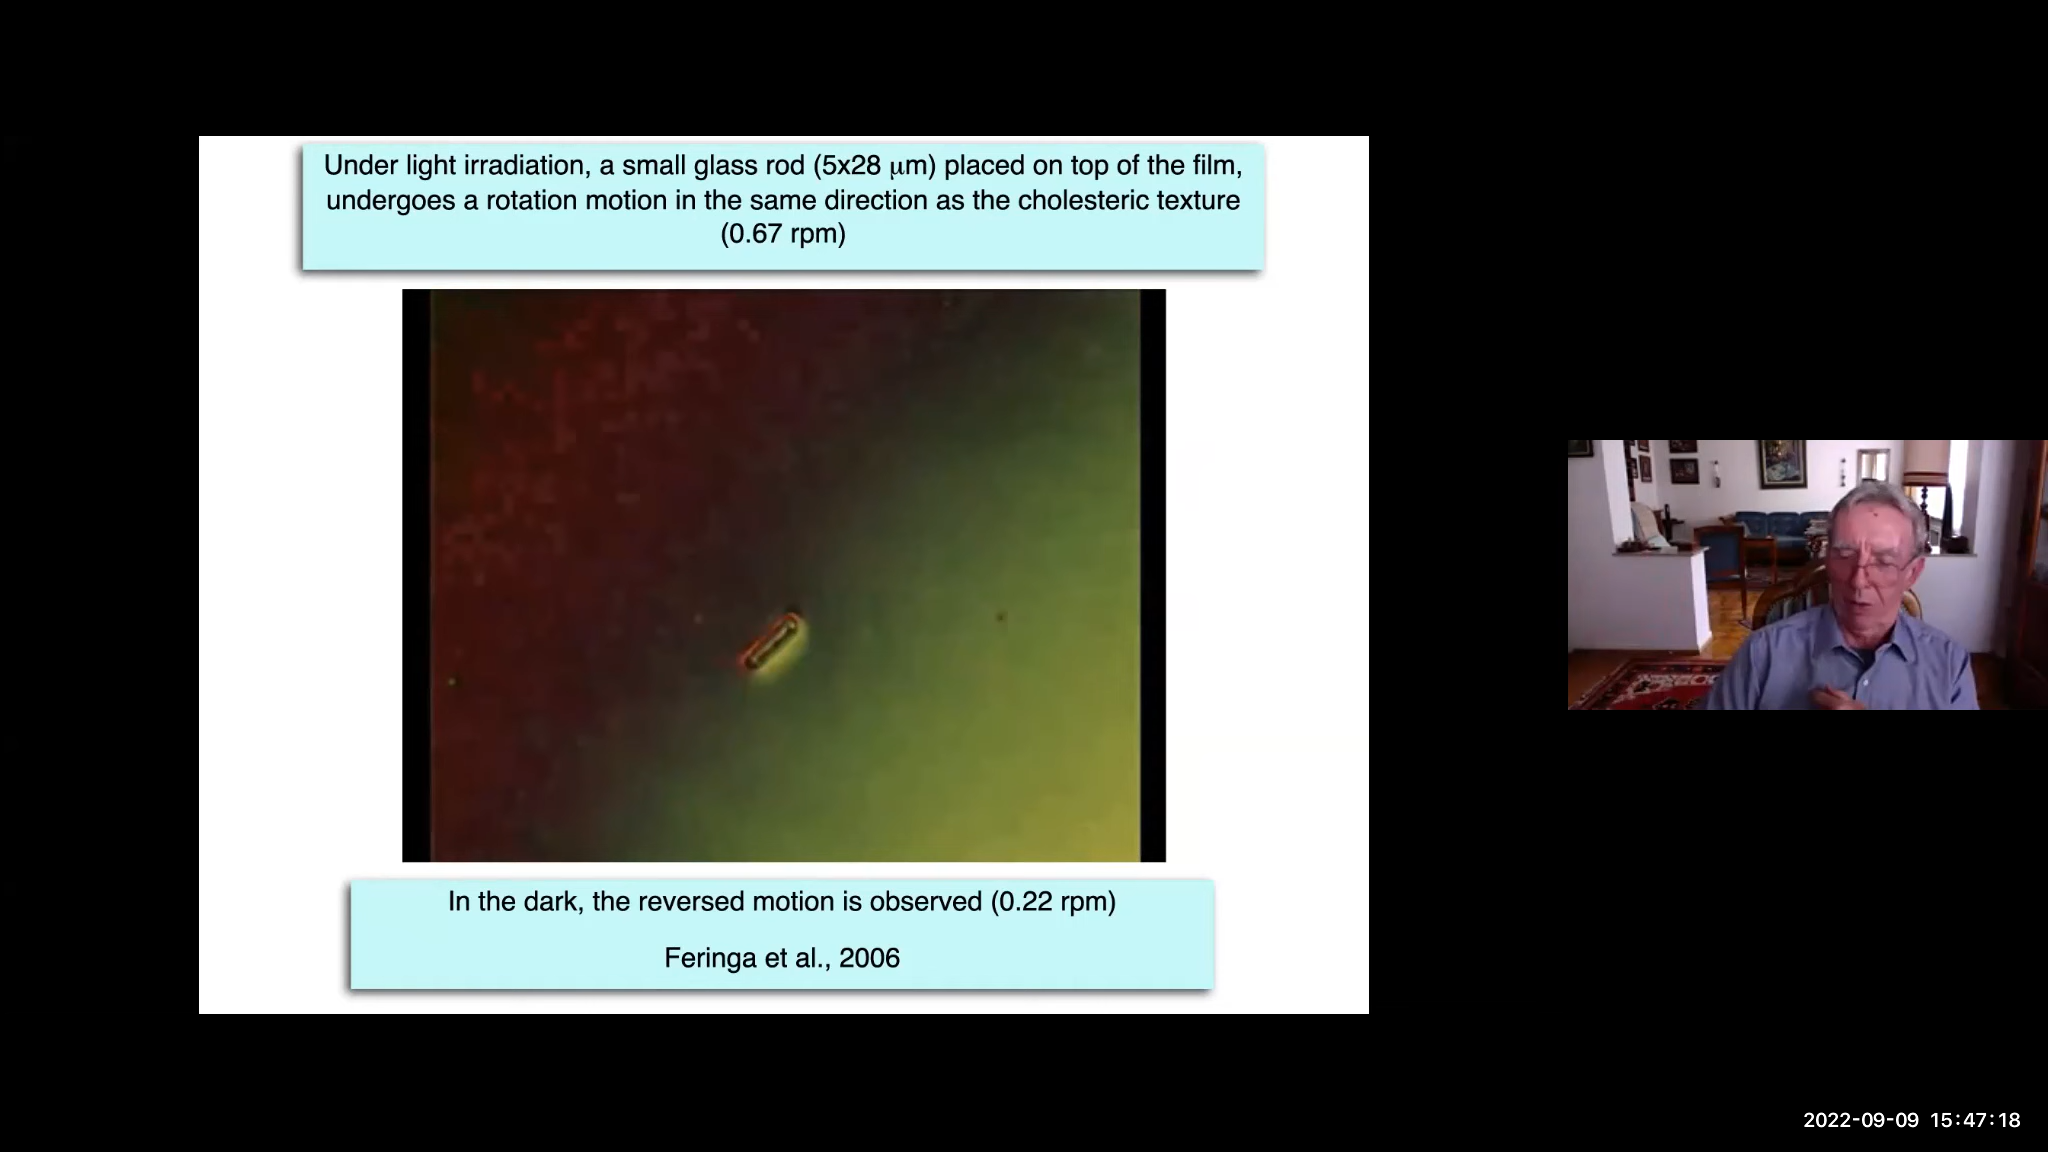 Under light irradiation, a small glass rod (5x28 μm) placed on top of the film,
undergoes a rotation motion in the same direction as the cholesteric texture
(0.67 rpm)
In the dark, the reversed motion is observed (0.22 rpm)
Feringa et al., 2006
2022-09-09 15:47:18